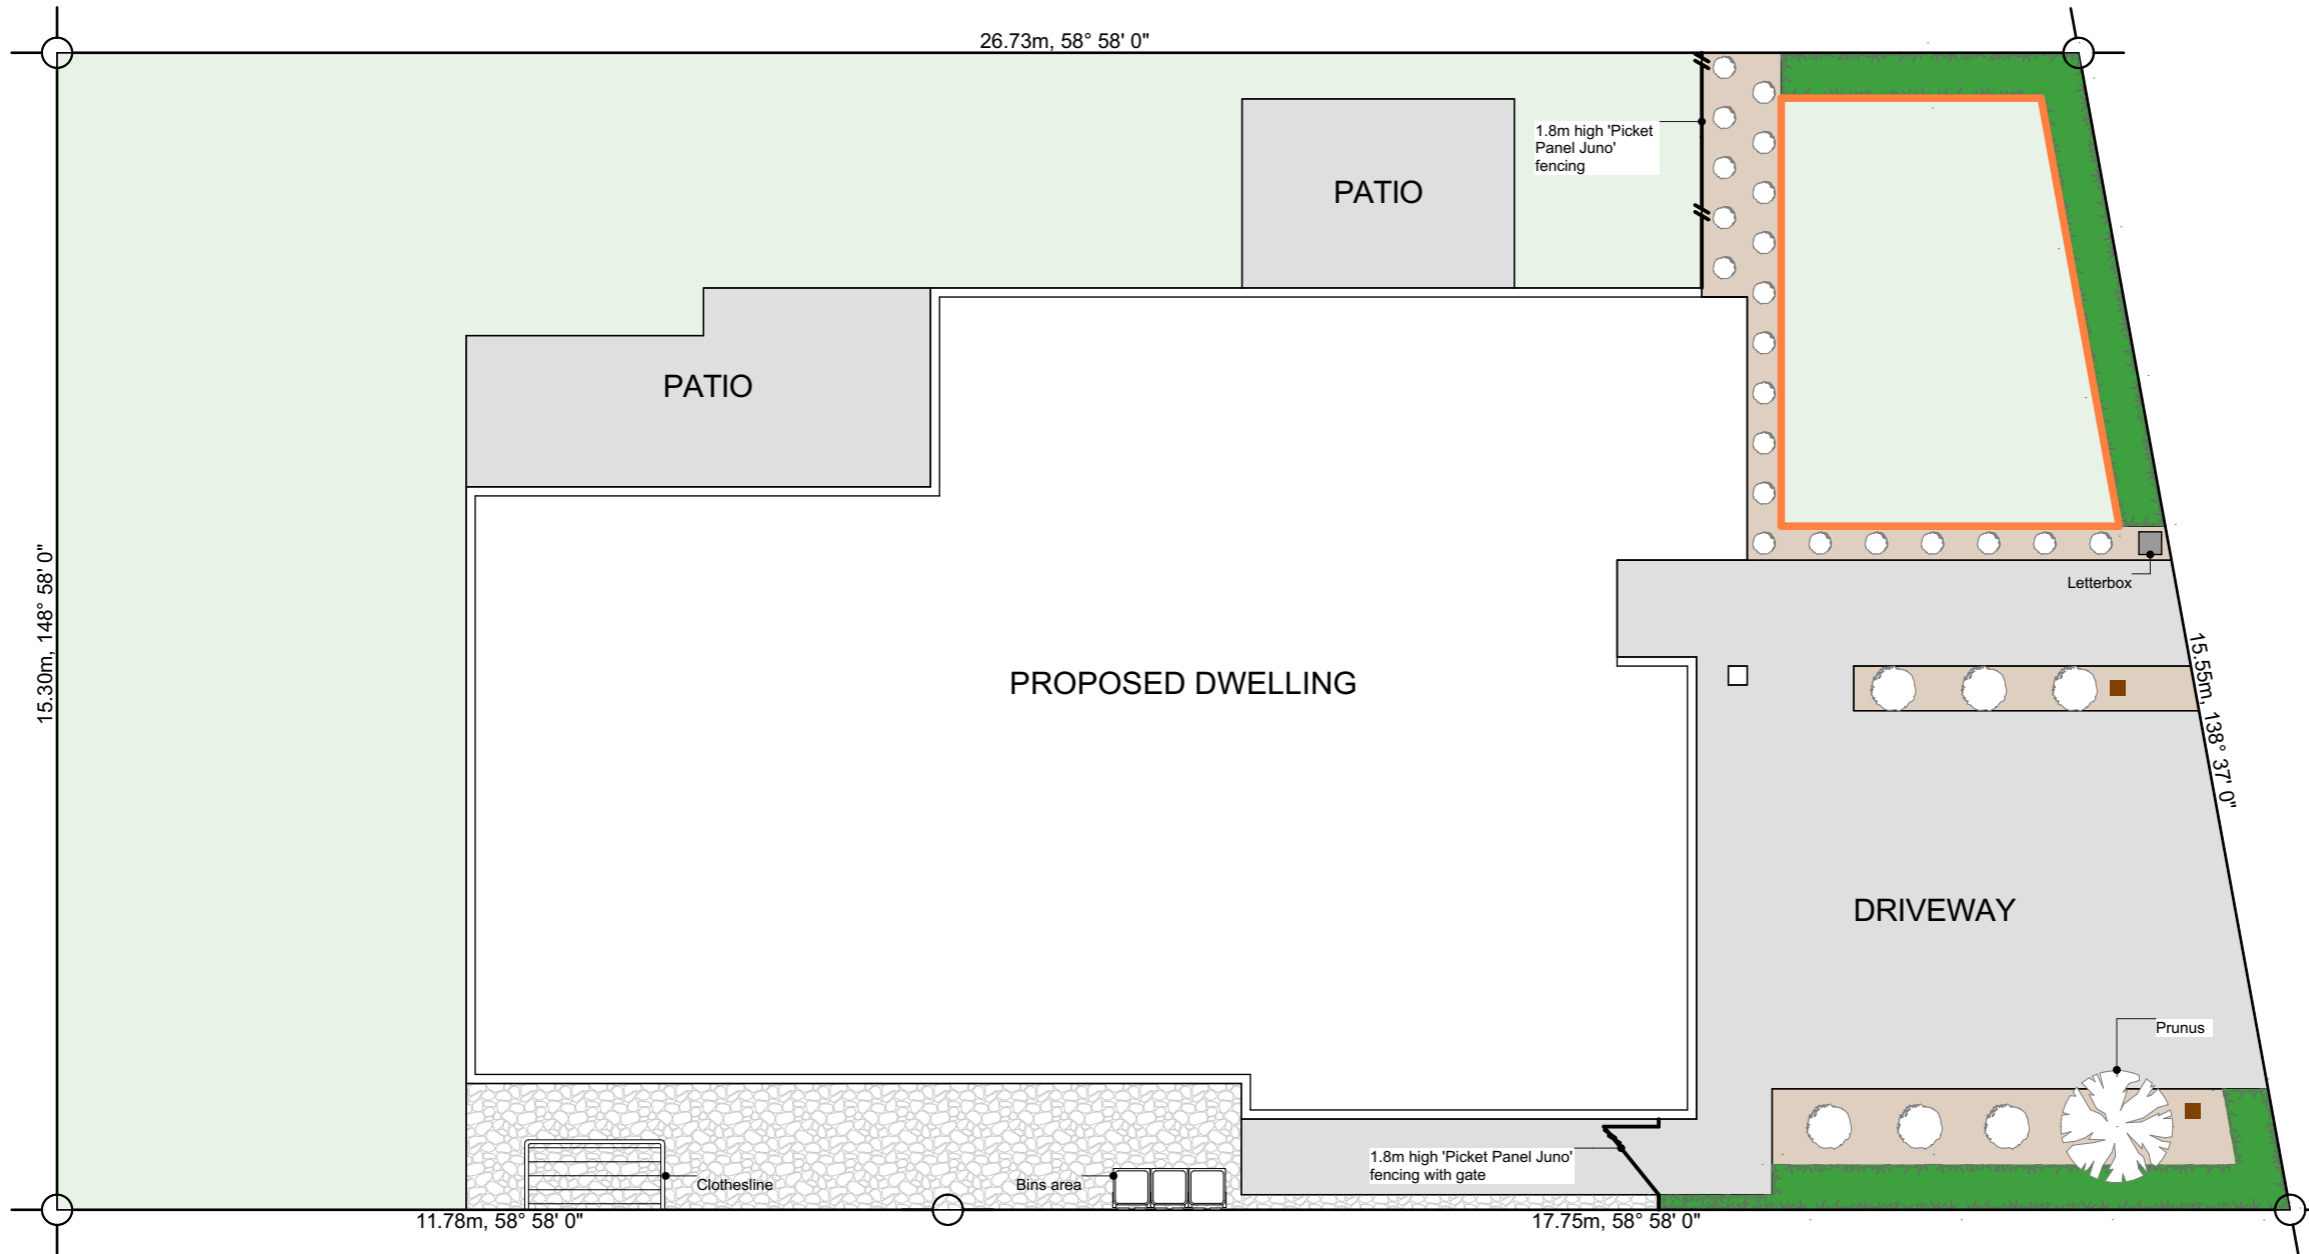 26.73m, 58° 58' 0"
1.8m high 'Picket
Panel Juno'
fencing
PATIO
PATIO
15.30m, 148° 58' 0"
Letterbox
15.55m, 138° 37' 0"
PROPOSED DWELLING
DRIVEWAY
Prunus
1.8m high 'Picket Panel Juno'
fencing with gate
Clothesline
Bins area
11.78m, 58° 58' 0"
17.75m, 58° 58' 0"